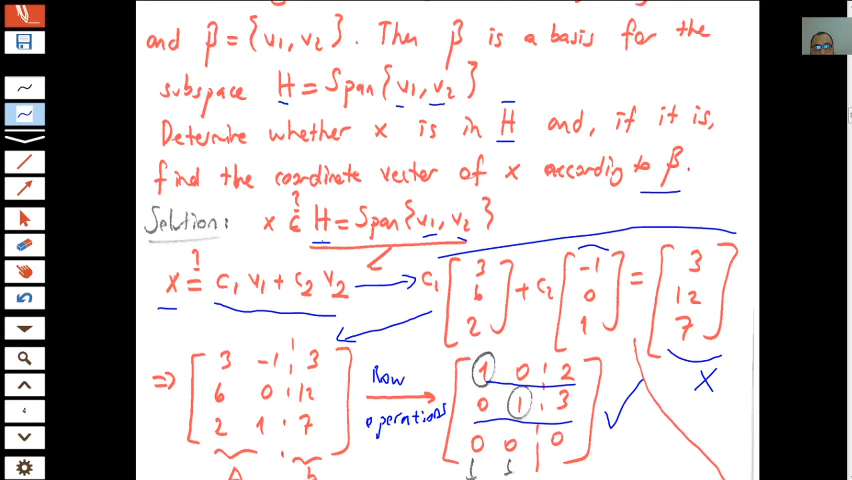 and β = {v1, v2}. Then β is a basis for the
subspace H = Span{v1, v2}
Determine whether x is in H and, if it is,
find the coordinate vector of x according to β.
Solution: x ∈? H = Span{v1, v2}
x =? c1 v1 + c2 v2 → c1 [3 6 2] + c2 [-1 0 1] = [3 12 7]
x
⇒ [3 -1 ¦ 3
6 0 ¦ 12
2 1 ¦ 7]
A b
Row
operations
[1 0 ¦ 2
0 1 ¦ 3
0 0 ¦ 0]
4